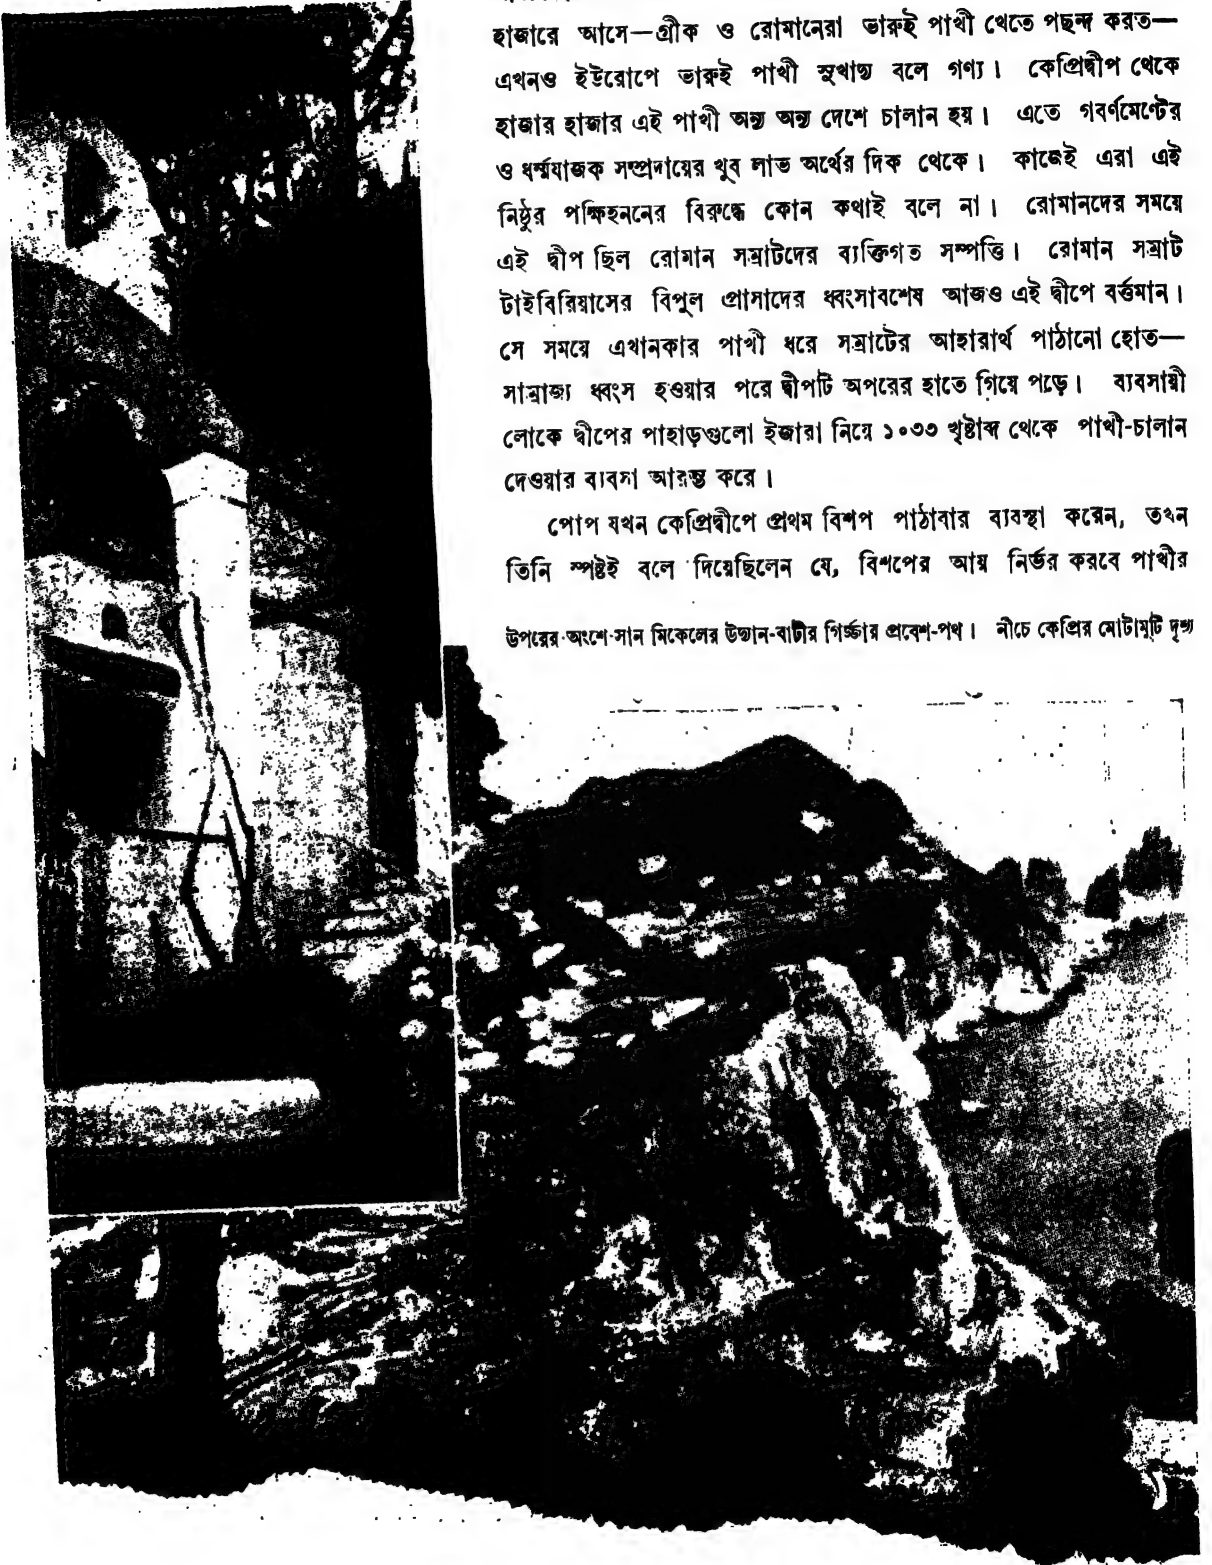 হাজারে আসে—গ্রীক ও রোমানেরা ভারুই পাখী খেতে পছন্দ করত—
এখনও ইউরোপে ভারুই পাখী সুখাদ্য বলে গণ্য। কেপ্রিদ্বীপ থেকে
হাজার হাজার এই পাখী অন্য অন্য দেশে চালান হয়। এতে গবর্ণমেণ্টের
ও ধর্ম্মযাজক সম্প্রদায়ের খুব লাভ অর্থের দিক থেকে। কাজেই এরা এই
নিষ্ঠুর পক্ষিহননের বিরুদ্ধে কোন কথাই বলে না। রোমানদের সময়ে
এই দ্বীপ ছিল রোমান সম্রাটদের ব্যক্তিগত সম্পত্তি। রোমান সম্রাট
টাইবিরিয়াসের বিপুল প্রাসাদের ধ্বংসাবশেষ আজও এই দ্বীপে বর্ত্তমান।
সে সময়ে এখানকার পাখী ধরে সম্রাটের আহারার্থ পাঠানো হোত—
সাম্রাজ্য ধ্বংস হওয়ার পরে দ্বীপটি অপরের হাতে গিয়ে পড়ে। ব্যবসায়ী
লোকে দ্বীপের পাহাড়গুলো ইজারা নিয়ে ১০৩৩ খৃষ্টাব্দ থেকে পাখী-চালান
দেওয়ার ব্যবসা আরম্ভ করে।
পোপ যখন কেপ্রিদ্বীপে প্রথম বিশপ পাঠাবার ব্যবস্থা করেন, তখন
তিনি স্পষ্টই বলে দিয়েছিলেন যে, বিশপের আয় নির্ভর করবে পাখীর
উপরের অংশে সান মিকেলের উদ্যান-বাটীর গির্জ্জার প্রবেশ-পথ। নীচে কেপ্রির মোটামুটি দৃশ্য